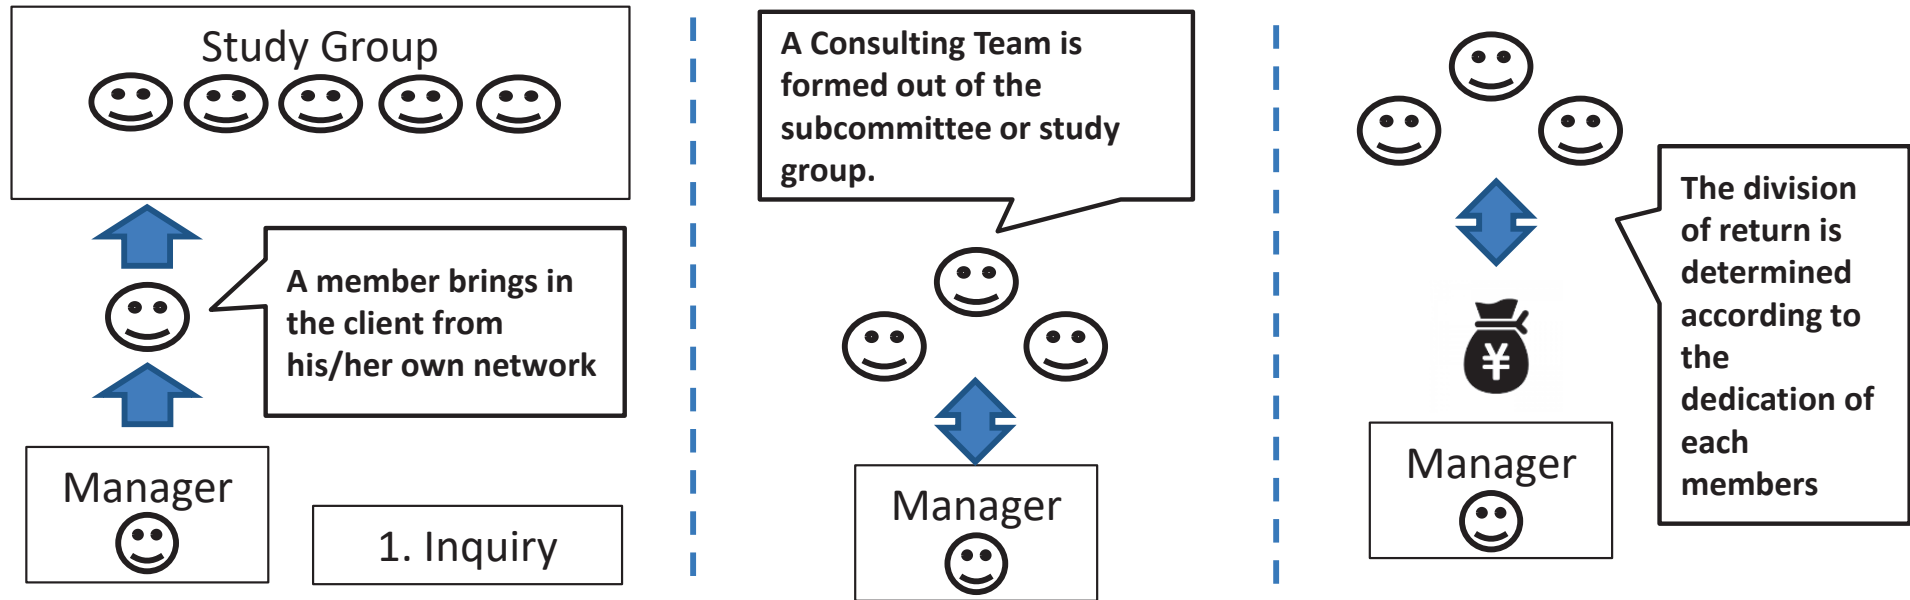 Study Group
A member brings in
the client from
his/her own network
Manager
1. Inquiry
A Consulting Team is
formed out of the
subcommittee or study
group.
Manager
The division
of return is
determined
according to
the
dedication of
each
members
¥
Manager